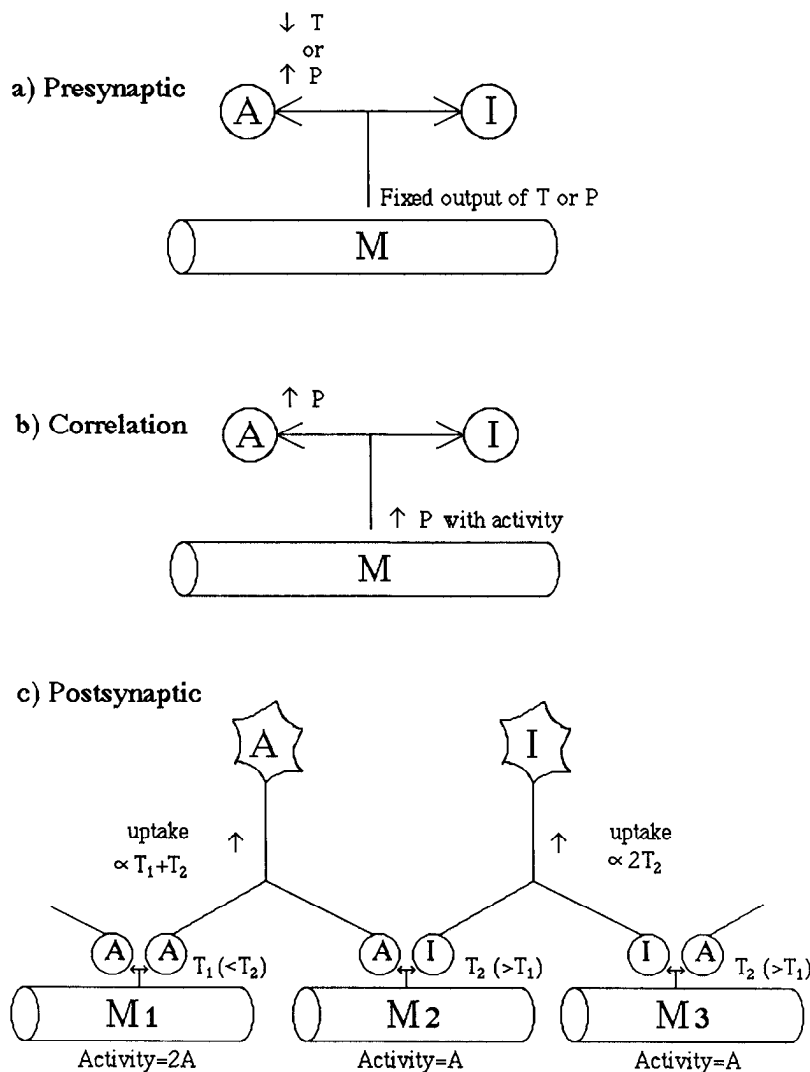 ↓ T
or
↑ P
a) Presynaptic
A I
Fixed output of T or P
M
↑ P
b) Correlation
A I
↑ P with activity
M
c) Postsynaptic
A I
uptake ↑ ↑ uptake
∝ T₁+T₂ ∝ 2T₂
A A A I I A
T₁ (<T₂) T₂ (>T₁) T₂ (>T₁)
M1 M2 M3
Activity=2A Activity=A Activity=A